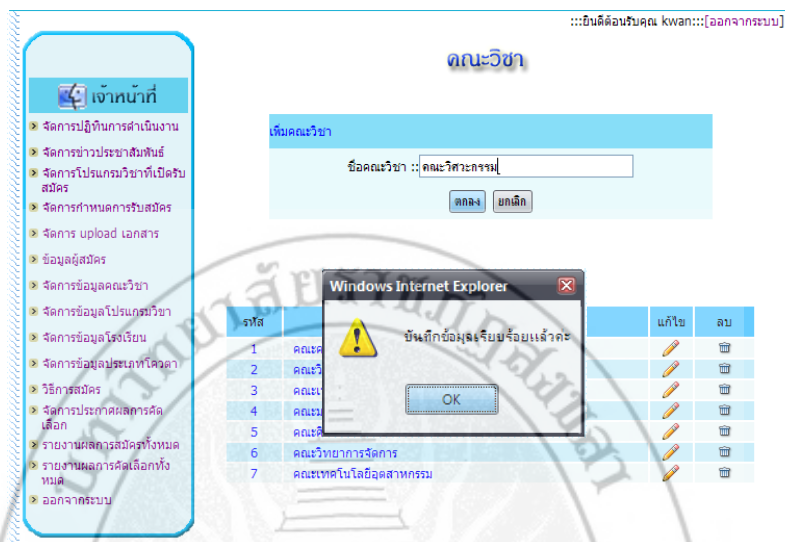 :::ยินดีต้อนรับคุณ kwan:::[ออกจากระบบ]
คณะวิชา
เจ้าหน้าที่
จัดการปฏิทินการดำเนินงาน
จัดการข่าวประชาสัมพันธ์
จัดการโปรแกรมวิชาที่เปิดรับ
สมัคร
จัดการกำหนดการรับสมัคร
จัดการ upload เอกสาร
ข้อมูลผู้สมัคร
จัดการข้อมูลคณะวิชา
จัดการข้อมูลโปรแกรมวิชา
จัดการข้อมูลโรงเรียน
จัดการข้อมูลประเภทโควตา
วิธีการสมัคร
จัดการประกาศผลการคัด
เลือก
รายงานผลการสมัครทั้งหมด
รายงานผลการคัดเลือกทั้ง
หมด
ออกจากระบบ
เพิ่มคณะวิชา
ชื่อคณะวิชา :: คณะวิศวะกรรม
ตกลง ยกเลิก
Windows Internet Explorer
บันทึกข้อมูลเรียบร้อยแล้วคะ
OK
รหัส แก้ไข ลบ
1
2
3
4
5
6 คณะวิทยาการจัดการ
7 คณะเทคโนโลยีอุตสาหกรรม